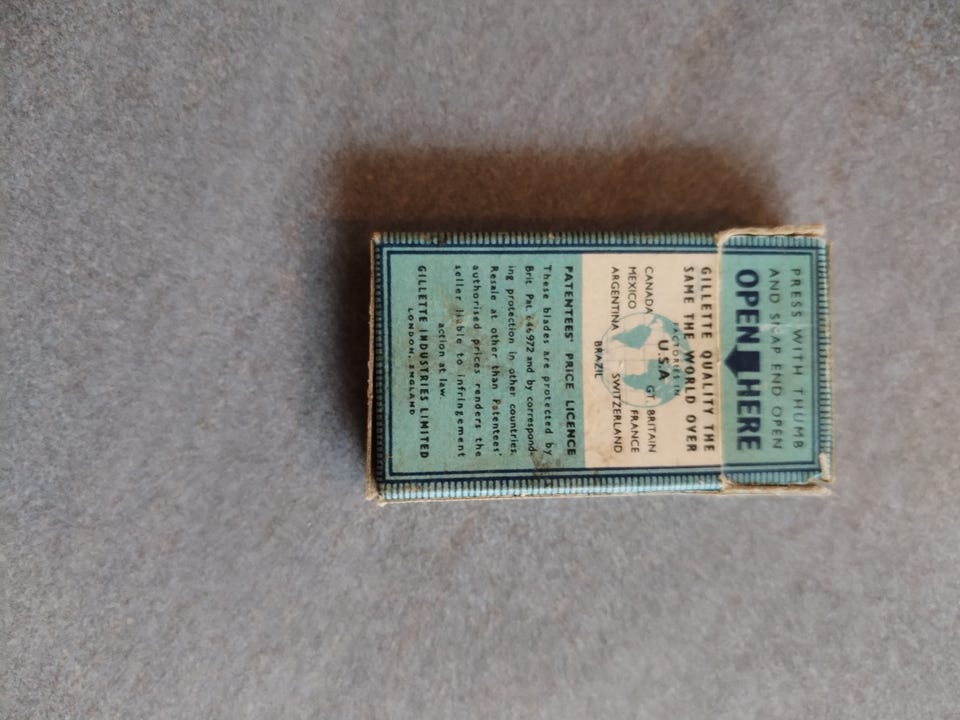 PRESS WITH THUMB
AND SNAP END OPEN
OPEN HERE
GILLETTE QUALITY THE
SAME THE WORLD OVER
FACTORIES IN
U.S.A.
CANADA GT. BRITAIN
MEXICO FRANCE
ARGENTINA SWITZERLAND
BRAZIL
PATENTEES' PRICE LICENCE
These blades are protected by
Brit Pat 646972 and by correspond-
ing protection in other countries.
Resale at other than Patentees'
authorised prices renders the
seller liable to infringement
action at law
GILLETTE INDUSTRIES LIMITED
LONDON, ENGLAND